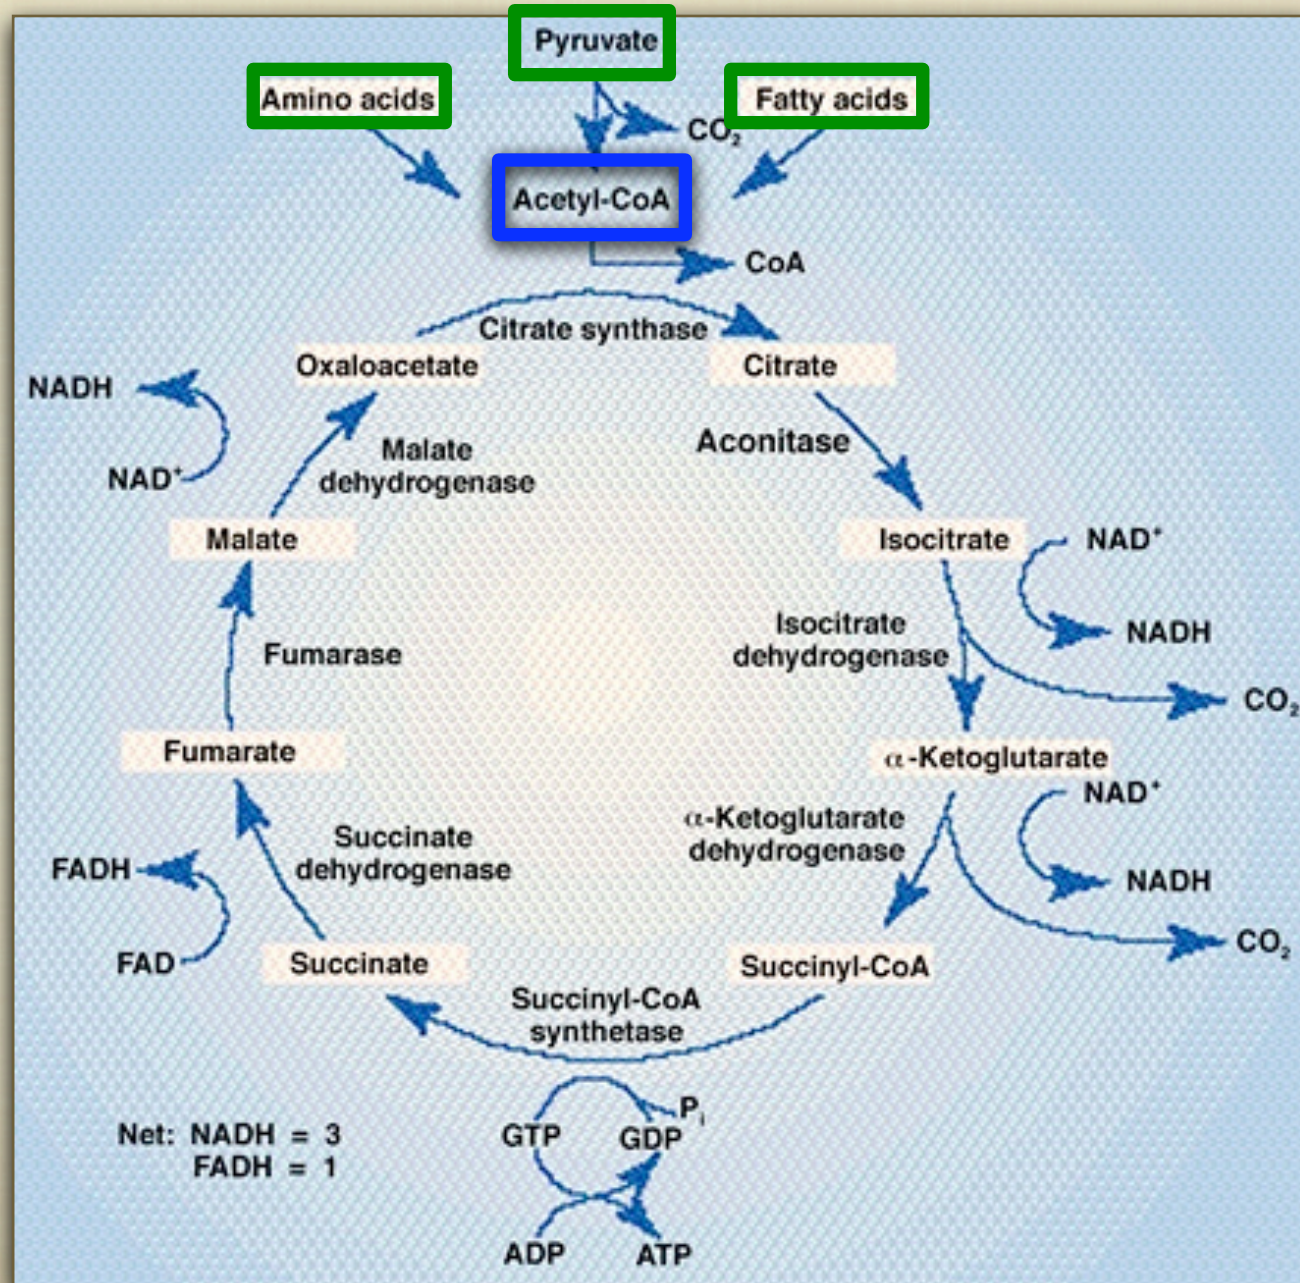 Pyruvate
Amino acids
Fatty acids
CO₂
Acetyl-CoA
CoA
Citrate synthase
Oxaloacetate
Citrate
NADH
NAD⁺
Malate
dehydrogenase
Aconitase
Malate
Isocitrate
NAD⁺
NADH
Isocitrate
dehydrogenase
CO₂
Fumarase
Fumarate
α-Ketoglutarate
NAD⁺
NADH
α-Ketoglutarate
dehydrogenase
CO₂
Succinate
dehydrogenase
FADH
FAD
Succinate
Succinyl-CoA
Succinyl-CoA
synthetase
Pᵢ
GTP
GDP
ADP
ATP
Net: NADH = 3
FADH = 1